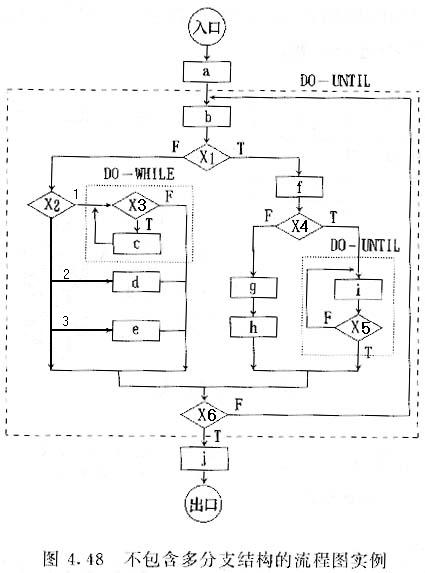 入口
a
DO-UNTIL
b
F X1 T
DO-WHILE
f
X2 1 X3 F
T
c
F X4 T
DO-UNTIL
2 d
g
i
3 e
h
F X5
T
X6 F
T
j
出口
图 4.48 不包含多分支结构的流程图实例